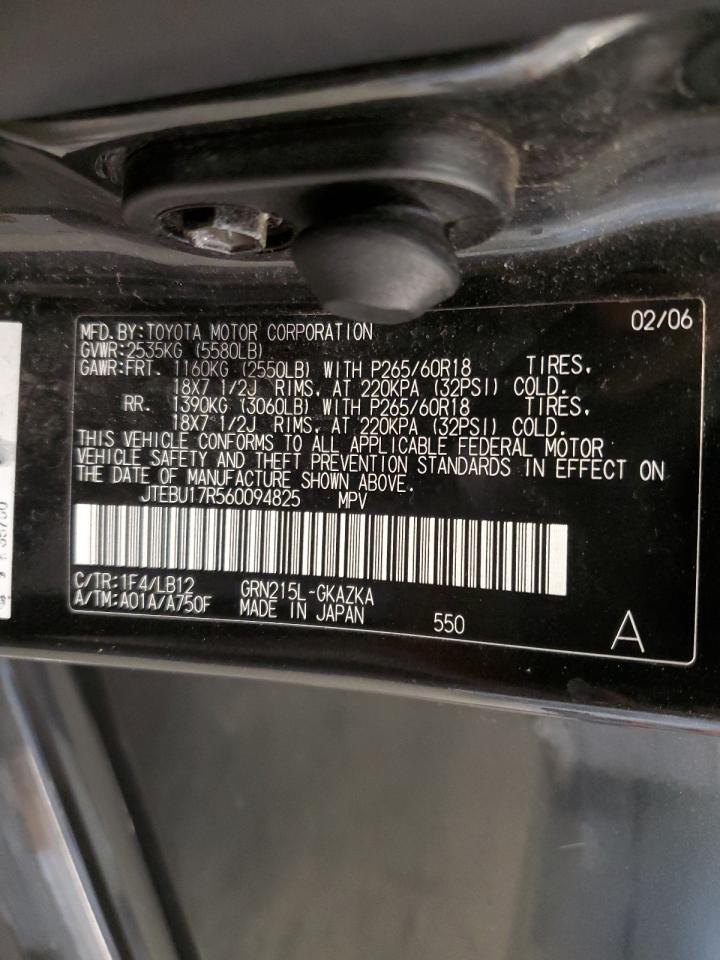 02/06
MFD. BY: TOYOTA MOTOR CORPORATION
GVWR: 2535KG (5580LB)
GAWR: FRT. 1160KG (2550LB) WITH P265/60R18 TIRES.
18X7 1/2J RIMS, AT 220KPA (32PSI) COLD.
RR. 1390KG (3060LB) WITH P265/60R18 TIRES.
18X7 1/2J RIMS, AT 220KPA (32PSI) COLD.
THIS VEHICLE CONFORMS TO ALL APPLICABLE FEDERAL MOTOR
VEHICLE SAFETY AND THEFT PREVENTION STANDARDS IN EFFECT ON
THE DATE OF MANUFACTURE SHOWN ABOVE.
JTEBU17R560094825 MPV
C/TR: 1F4/LB12 GRN215L-GKAZKA
A/TM: A01A/A750F MADE IN JAPAN 550 A